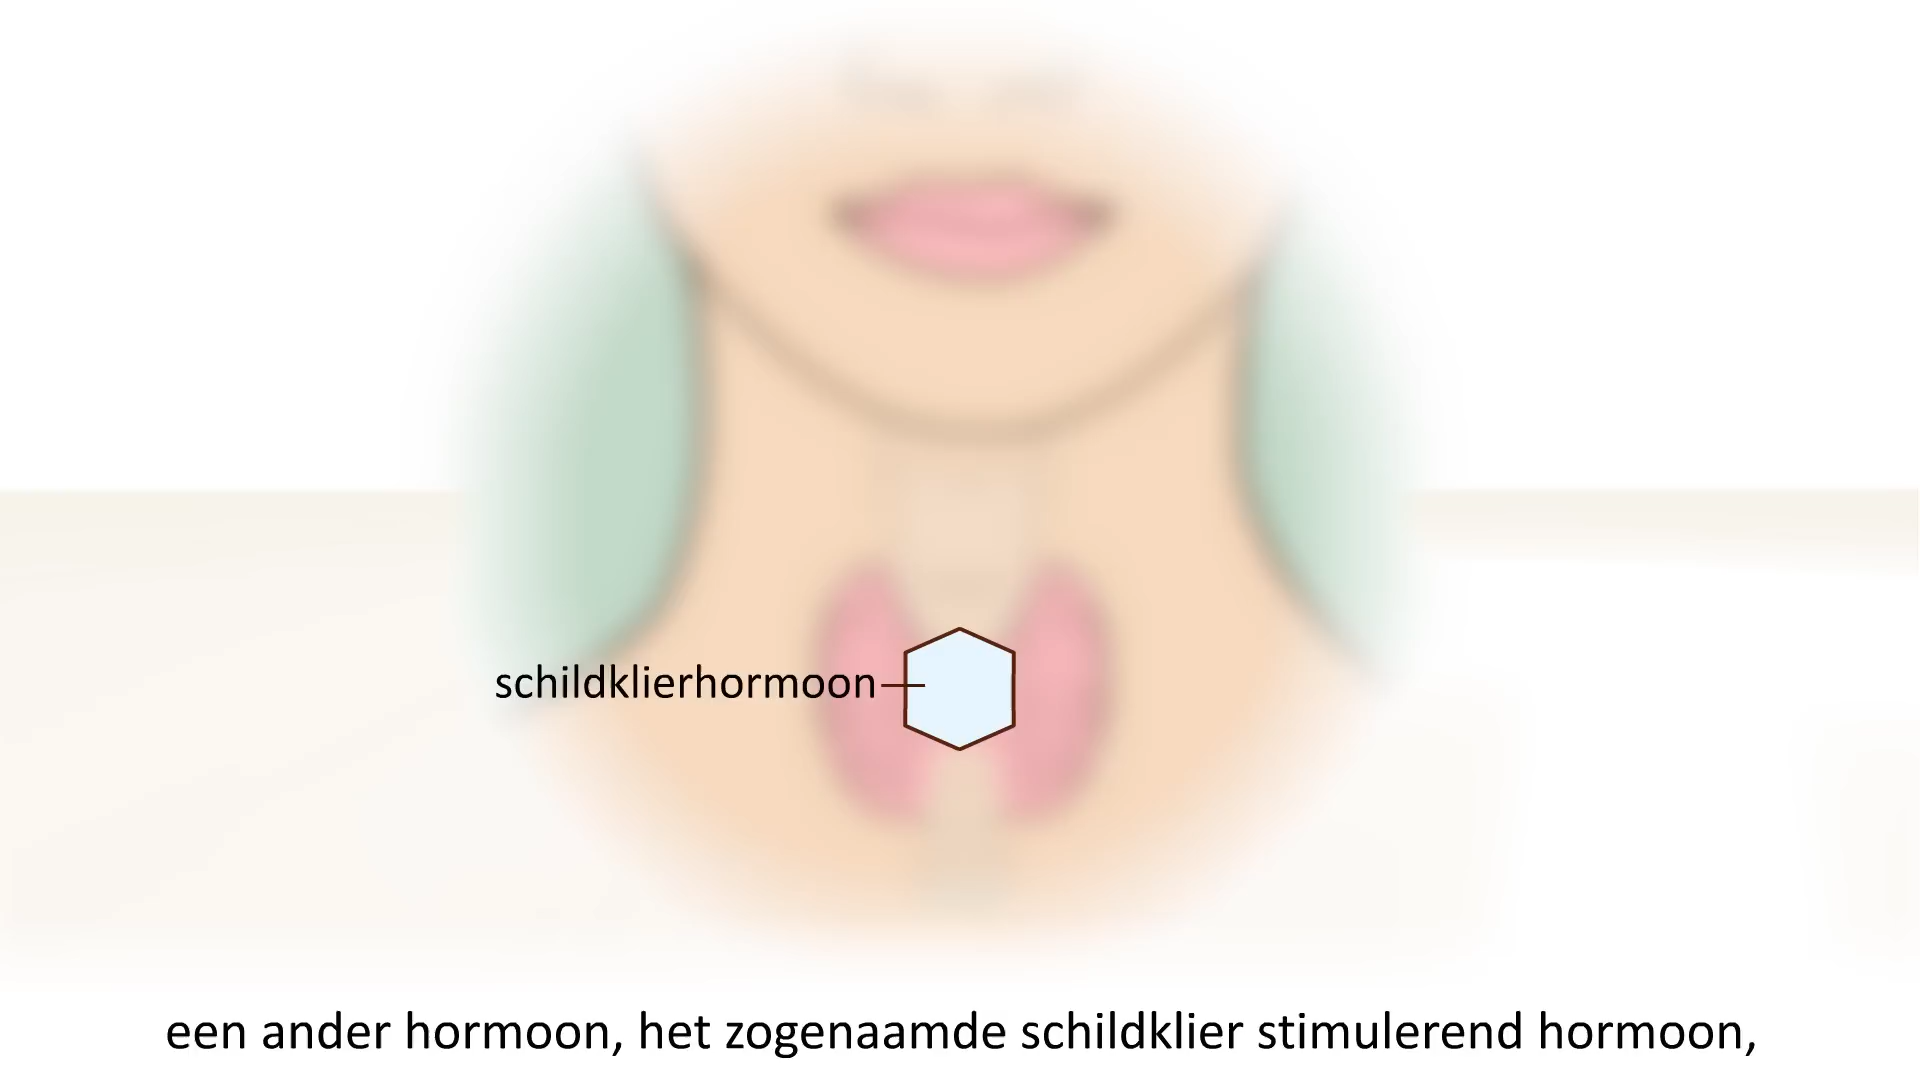 schildklierhormoon
een ander hormoon, het zogenaamde schildklier stimulerend hormoon,